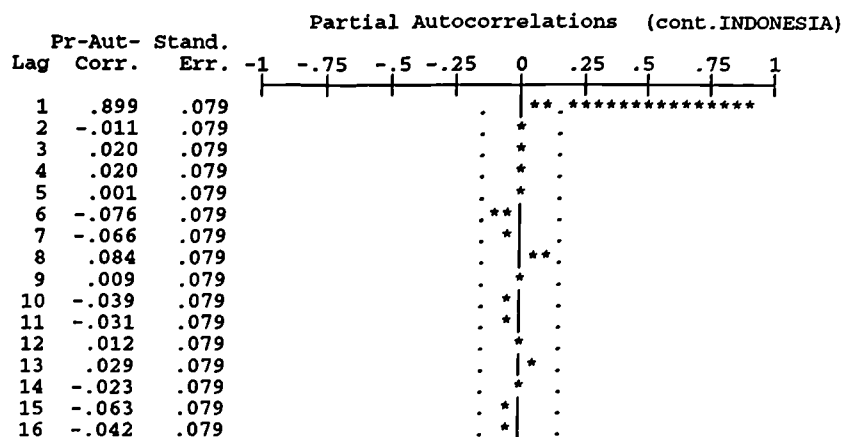 Partial Autocorrelations (cont.INDONESIA)
Pr-Aut- Stand.
Lag Corr. Err. -1 -.75 -.5 -.25 0 .25 .5 .75 1
1 .899 .079 . ** . *****************
2 -.011 .079 . * .
3 .020 .079 . * .
4 .020 .079 . * .
5 .001 .079 . * .
6 -.076 .079 . ** .
7 -.066 .079 . * .
8 .084 .079 . ** .
9 .009 .079 . * .
10 -.039 .079 . * .
11 -.031 .079 . * .
12 .012 .079 . * .
13 .029 .079 . * .
14 -.023 .079 . * .
15 -.063 .079 . * .
16 -.042 .079 . * .